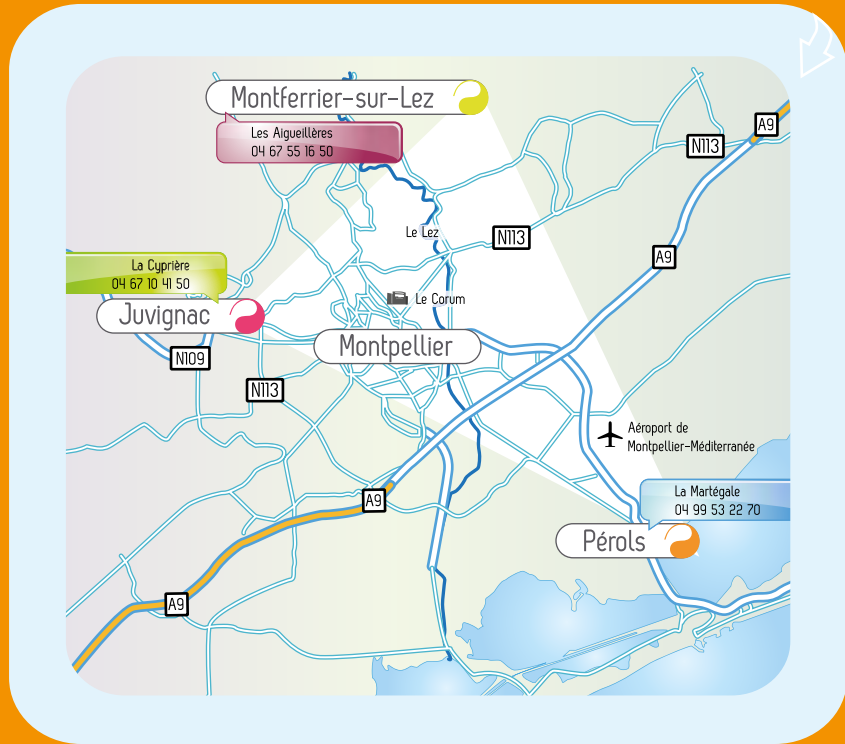 Montferrier-sur-Lez
Les Aigueillères
04 67 55 16 50
A9
N113
Le Lez
N113
A9
La Cyprière
04 67 10 41 50
Le Corum
Juvignac
Montpellier
N109
N113
Aéroport de
Montpellier-Méditerranée
A9
La Martégale
04 99 53 22 70
Pérols
A9